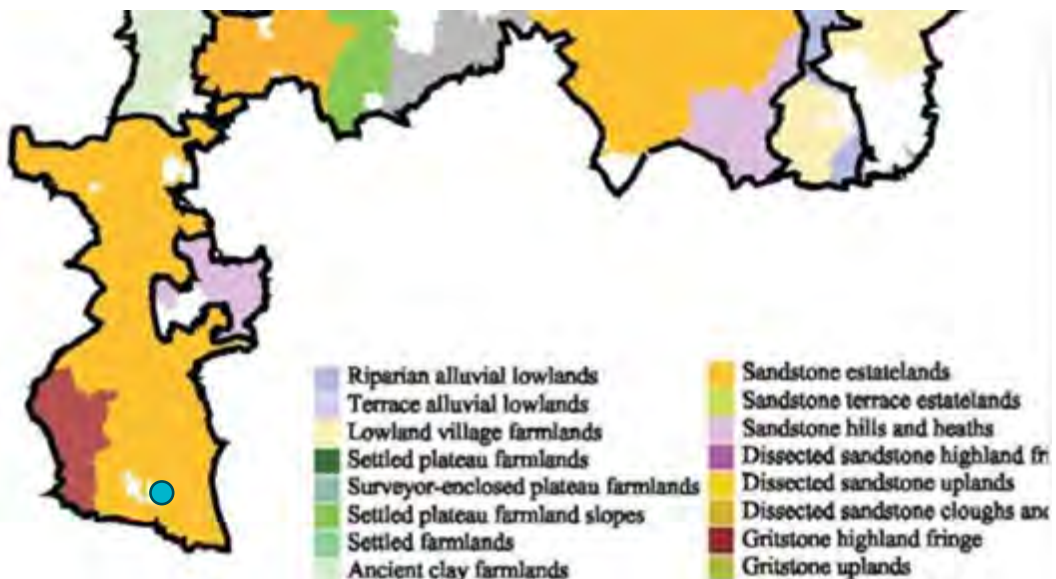 Riparian alluvial lowlands
Terrace alluvial lowlands
Lowland village farmlands
Settled plateau farmlands
Surveyor-enclosed plateau farmlands
Settled plateau farmland slopes
Settled farmlands
Ancient clay farmlands
Sandstone estatelands
Sandstone terrace estatelands
Sandstone hills and heaths
Dissected sandstone highland fri
Dissected sandstone uplands
Dissected sandstone cloughs and
Gritstone highland fringe
Gritstone uplands